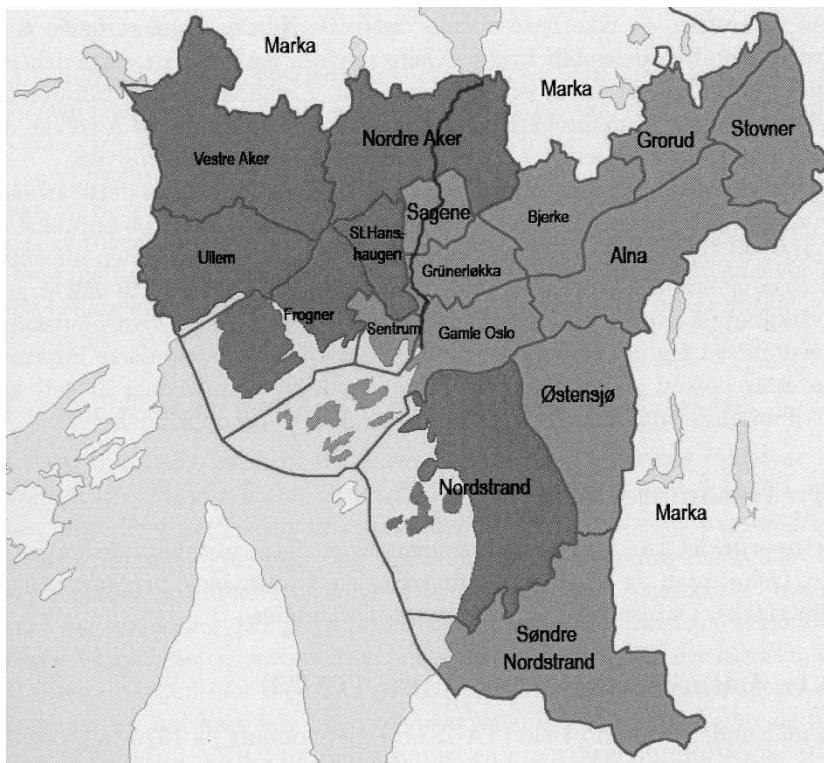 Marka
Marka
Nordre Aker
Grorud
Stovner
Vestre Aker
Sagene
Bjerke
St.Hans-
haugen
Ullern
Alna
Grünerløkka
Frogner
Sentrum
Gamle Oslo
Østensjø
Nordstrand
Marka
Søndre
Nordstrand